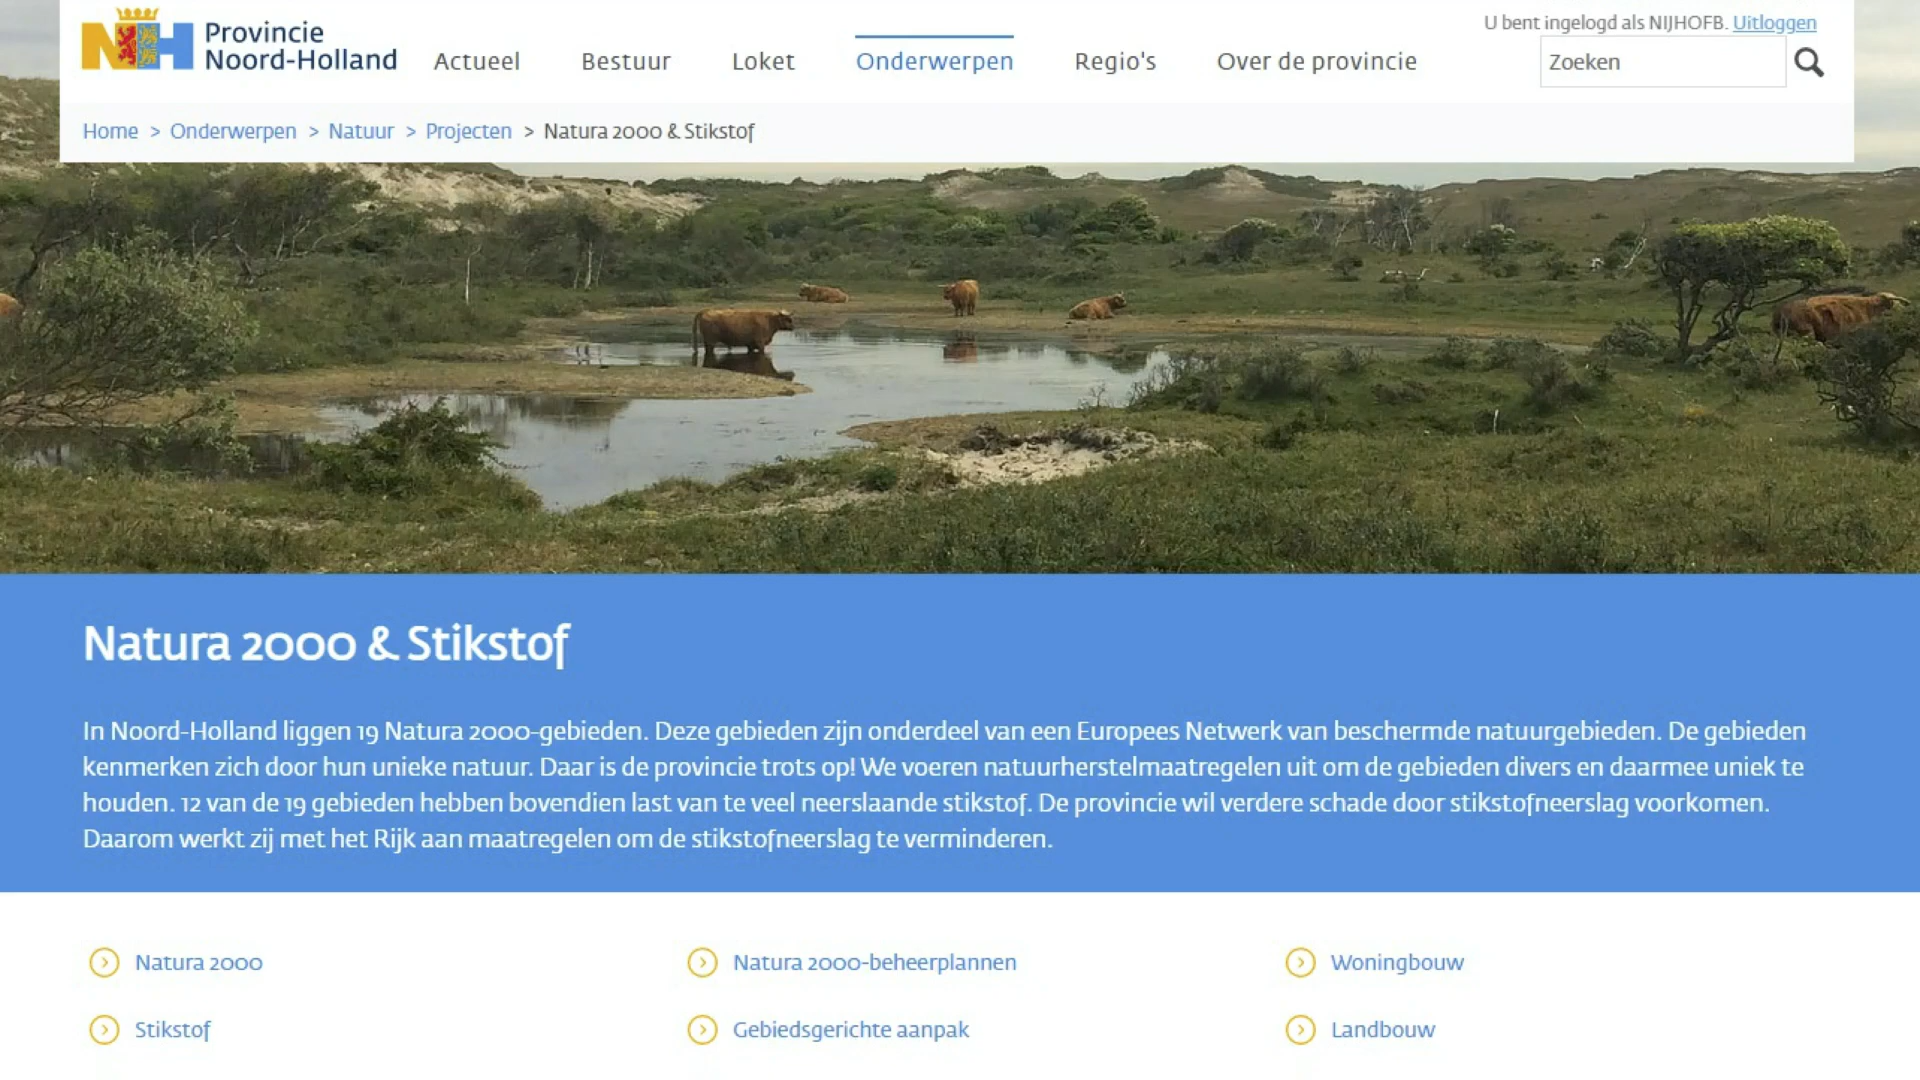 U bent ingelogd als NIJHOFB. Uitloggen
Provincie
Noord-Holland
Actueel Bestuur Loket Onderwerpen Regio's Over de provincie
Zoeken
Home > Onderwerpen > Natuur > Projecten > Natura 2000 & Stikstof
Natura 2000 & Stikstof
In Noord-Holland liggen 19 Natura 2000-gebieden. Deze gebieden zijn onderdeel van een Europees Netwerk van beschermde natuurgebieden. De gebieden
kenmerken zich door hun unieke natuur. Daar is de provincie trots op! We voeren natuurherstelmaatregelen uit om de gebieden divers en daarmee uniek te
houden. 12 van de 19 gebieden hebben bovendien last van te veel neerslaande stikstof. De provincie wil verdere schade door stikstofneerslag voorkomen.
Daarom werkt zij met het Rijk aan maatregelen om de stikstofneerslag te verminderen.
Natura 2000 Natura 2000-beheerplannen Woningbouw
Stikstof Gebiedsgerichte aanpak Landbouw